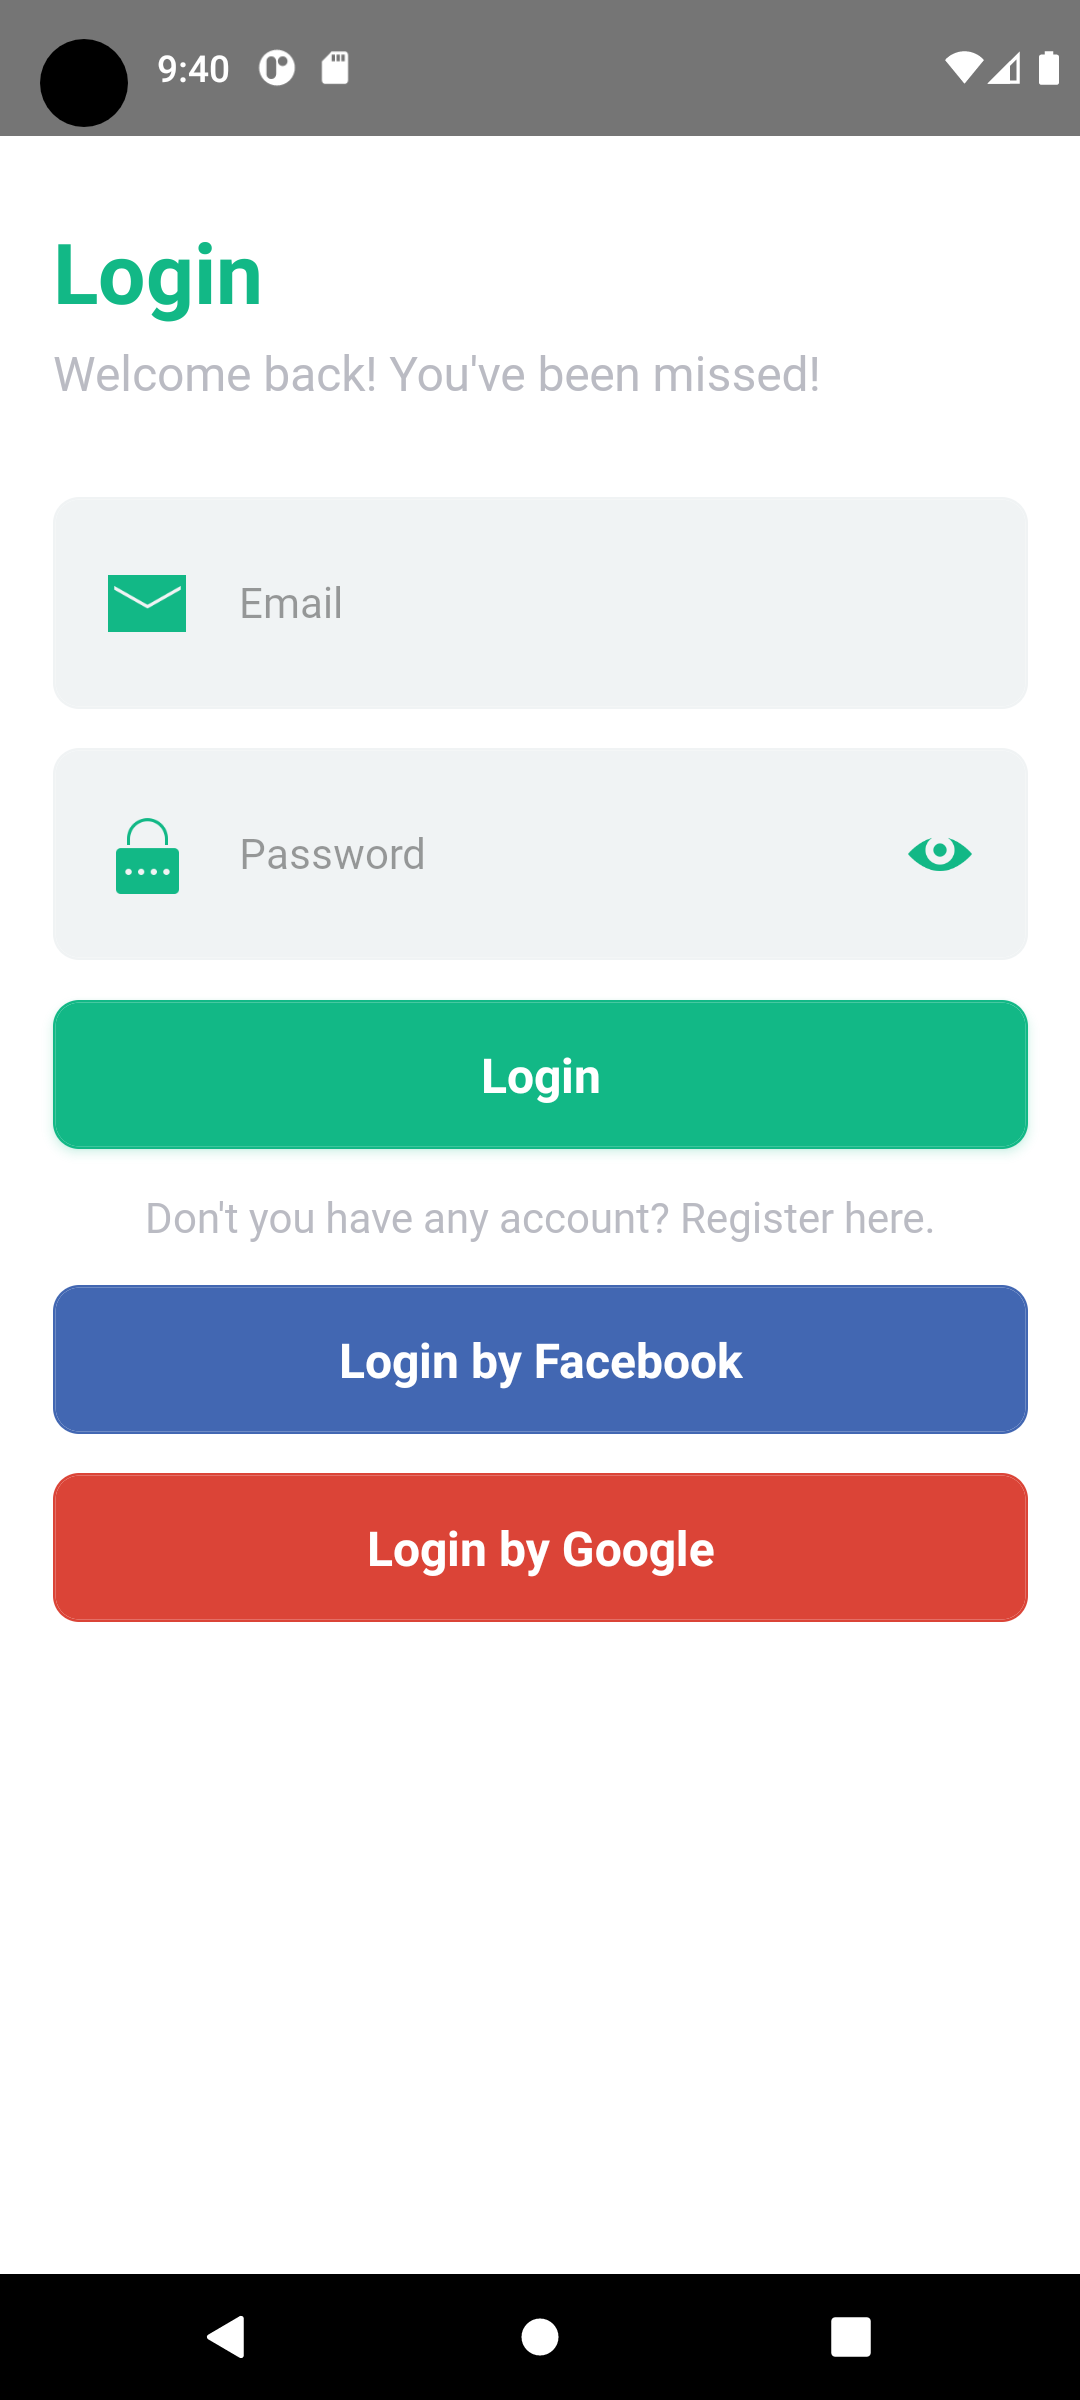 9:40
Login
Welcome back! You've been missed!
Email
Password
Login
Don't you have any account? Register here.
Login by Facebook
Login by Google